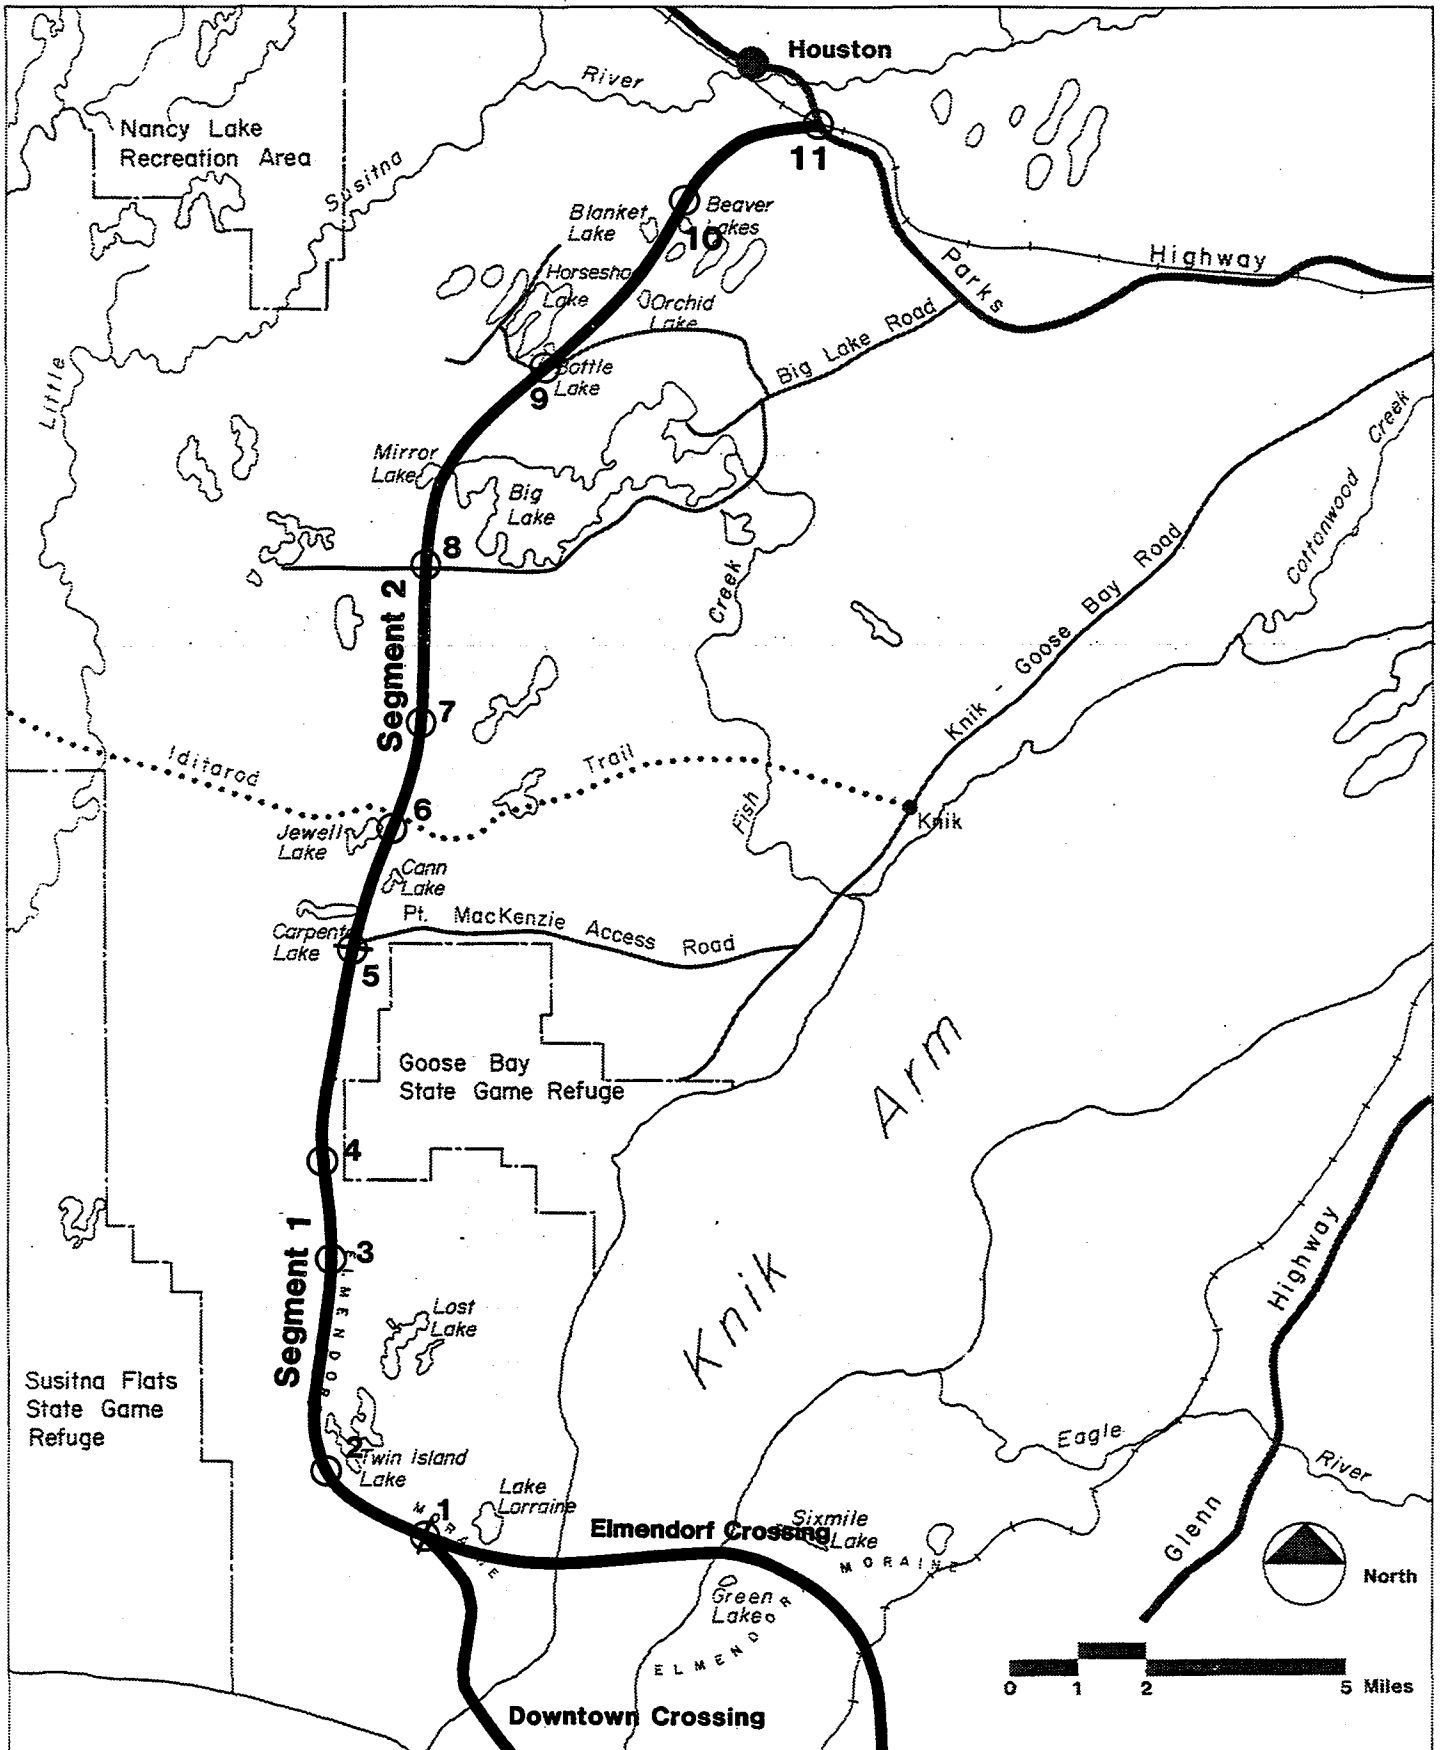 Houston
River
Nancy Lake
Recreation Area
11
Susitna
Blanket
Lake
Beaver
Lakes
10
Highway
Parks
Horsesho
Lake
Orchid
Lake
Big Lake Road
Little
Bottle
Lake
9
Creek
Mirror
Lake
Big
Lake
Cottonwood
8
Creek
Segment 2
Knik - Goose Bay Road
7
Iditarod
Trail
6
Jewell
Lake
Fish
Knik
Cann
Lake
Pt. MacKenzie Access Road
Carpente
Lake
5
Goose Bay
State Game Refuge
Knik Arm
4
Segment 1
3
Highway
ELMENDOR
Lost
Lake
Susitna Flats
State Game
Refuge
Eagle
River
2
Twin island
Lake
Lake
Lorraine
1
MORAINE
Elmendorf Crossing
Sixmile
Lake
MORAINE
Glenn
North
Green
Lake
ELMENDOR
0 1 2 5 Miles
Downtown Crossing